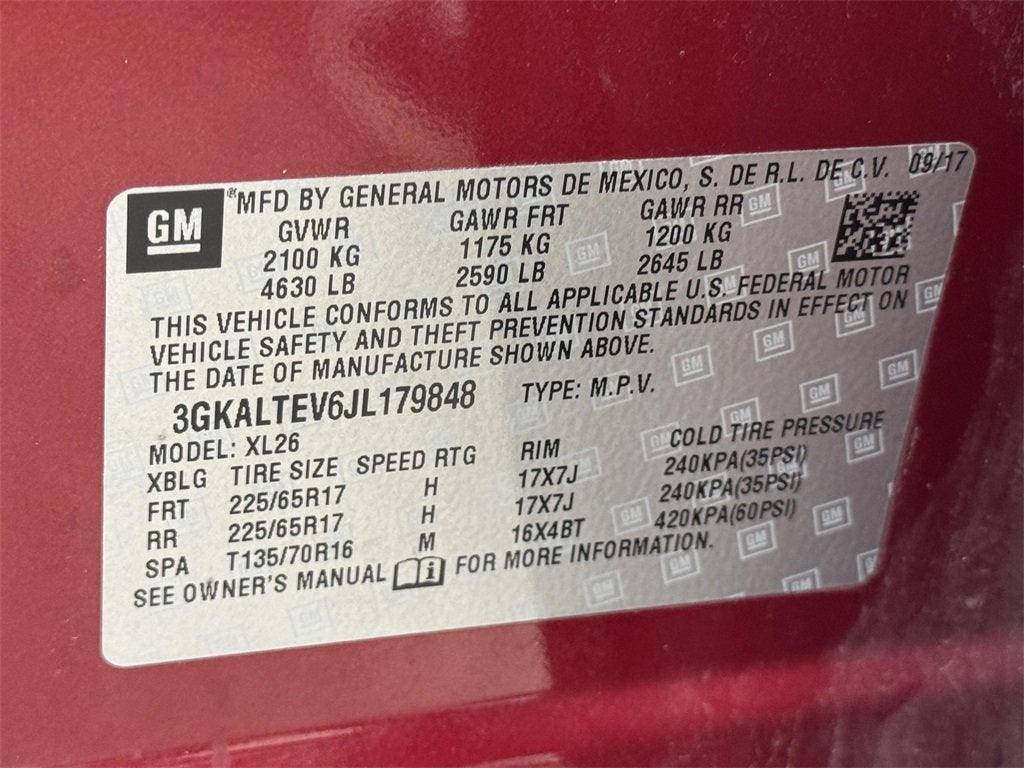 GM ®MFD BY GENERAL MOTORS DE MEXICO, S. DE R.L. DE C.V. 09/17
GVWR GAWR FRT GAWR RR
2100 KG 1175 KG 1200 KG
4630 LB 2590 LB 2645 LB
THIS VEHICLE CONFORMS TO ALL APPLICABLE U.S. FEDERAL MOTOR
VEHICLE SAFETY AND THEFT PREVENTION STANDARDS IN EFFECT ON
THE DATE OF MANUFACTURE SHOWN ABOVE.
3GKALTEV6JL179848 TYPE: M.P.V.
MODEL: XL26
XBLG TIRE SIZE SPEED RTG RIM COLD TIRE PRESSURE
FRT 225/65R17 H 17X7J 240KPA(35PSI)
RR 225/65R17 H 17X7J 240KPA(35PSI)
SPA T135/70R16 M 16X4BT 420KPA(60PSI)
SEE OWNER'S MANUAL FOR MORE INFORMATION.